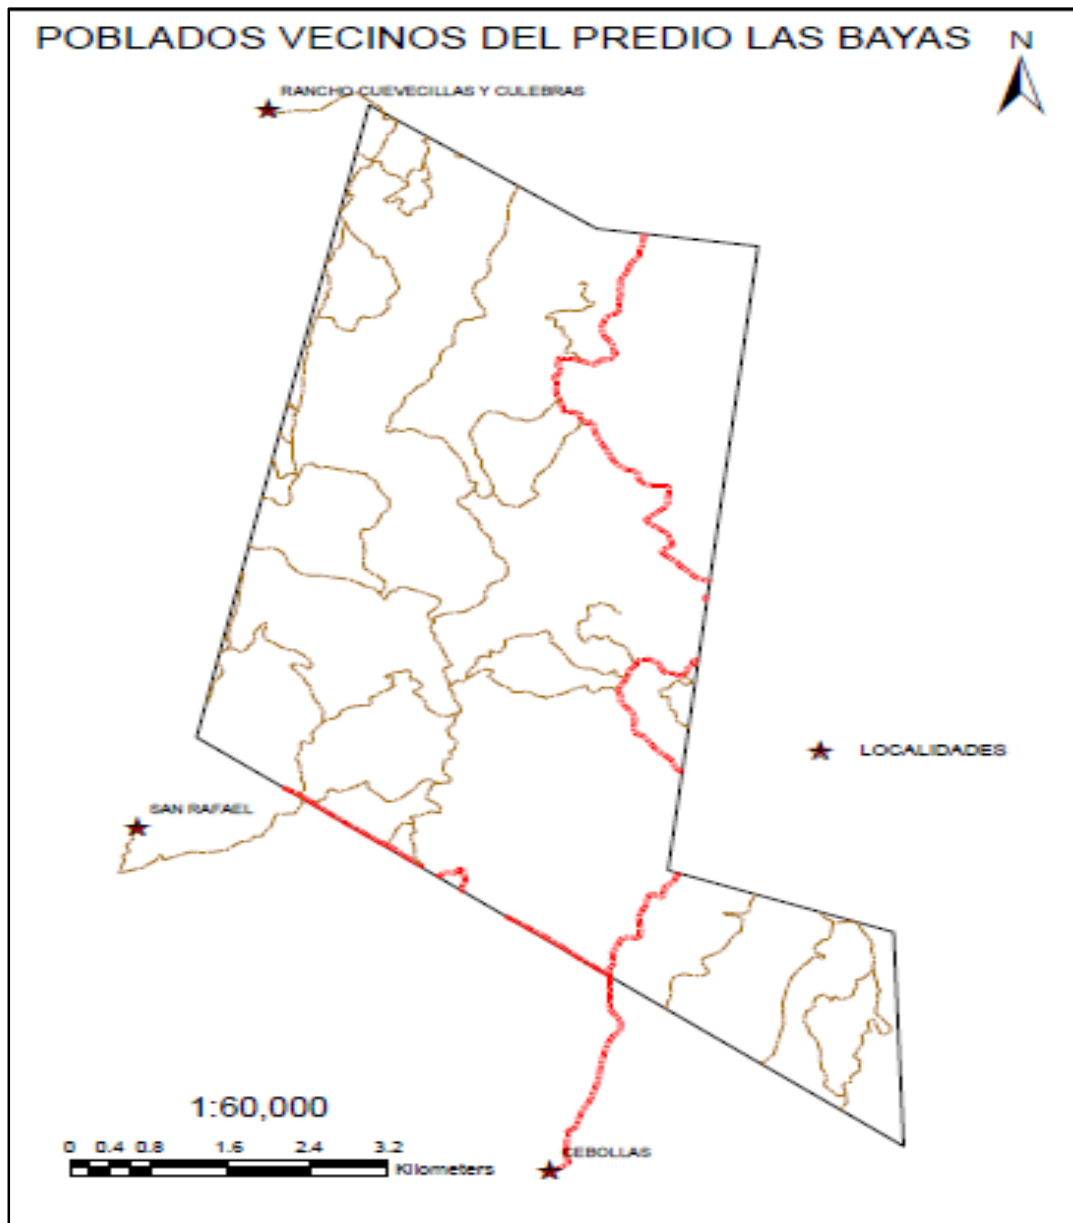 POBLADOS VECINOS DEL PREDIO LAS BAYAS
N
RANCHO CUEVECILLAS Y CULEBRAS
LOCALIDADES
SAN RAFAEL
1:60,000
0 0.4 0.8 1.6 2.4 3.2
Kilometers
CEBOLLAS